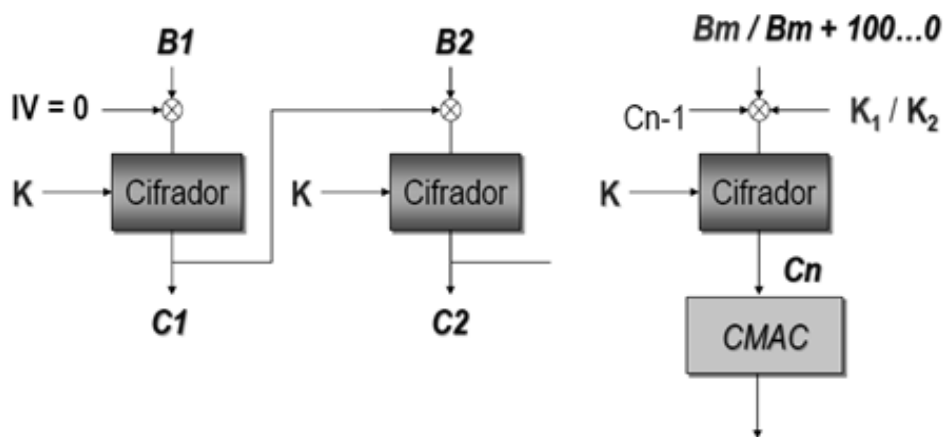 B1
B2
Bm / Bm + 100...0
IV = 0
Cn-1
K₁ / K₂
K
Cifrador
K
Cifrador
K
Cifrador
C1
C2
Cn
CMAC